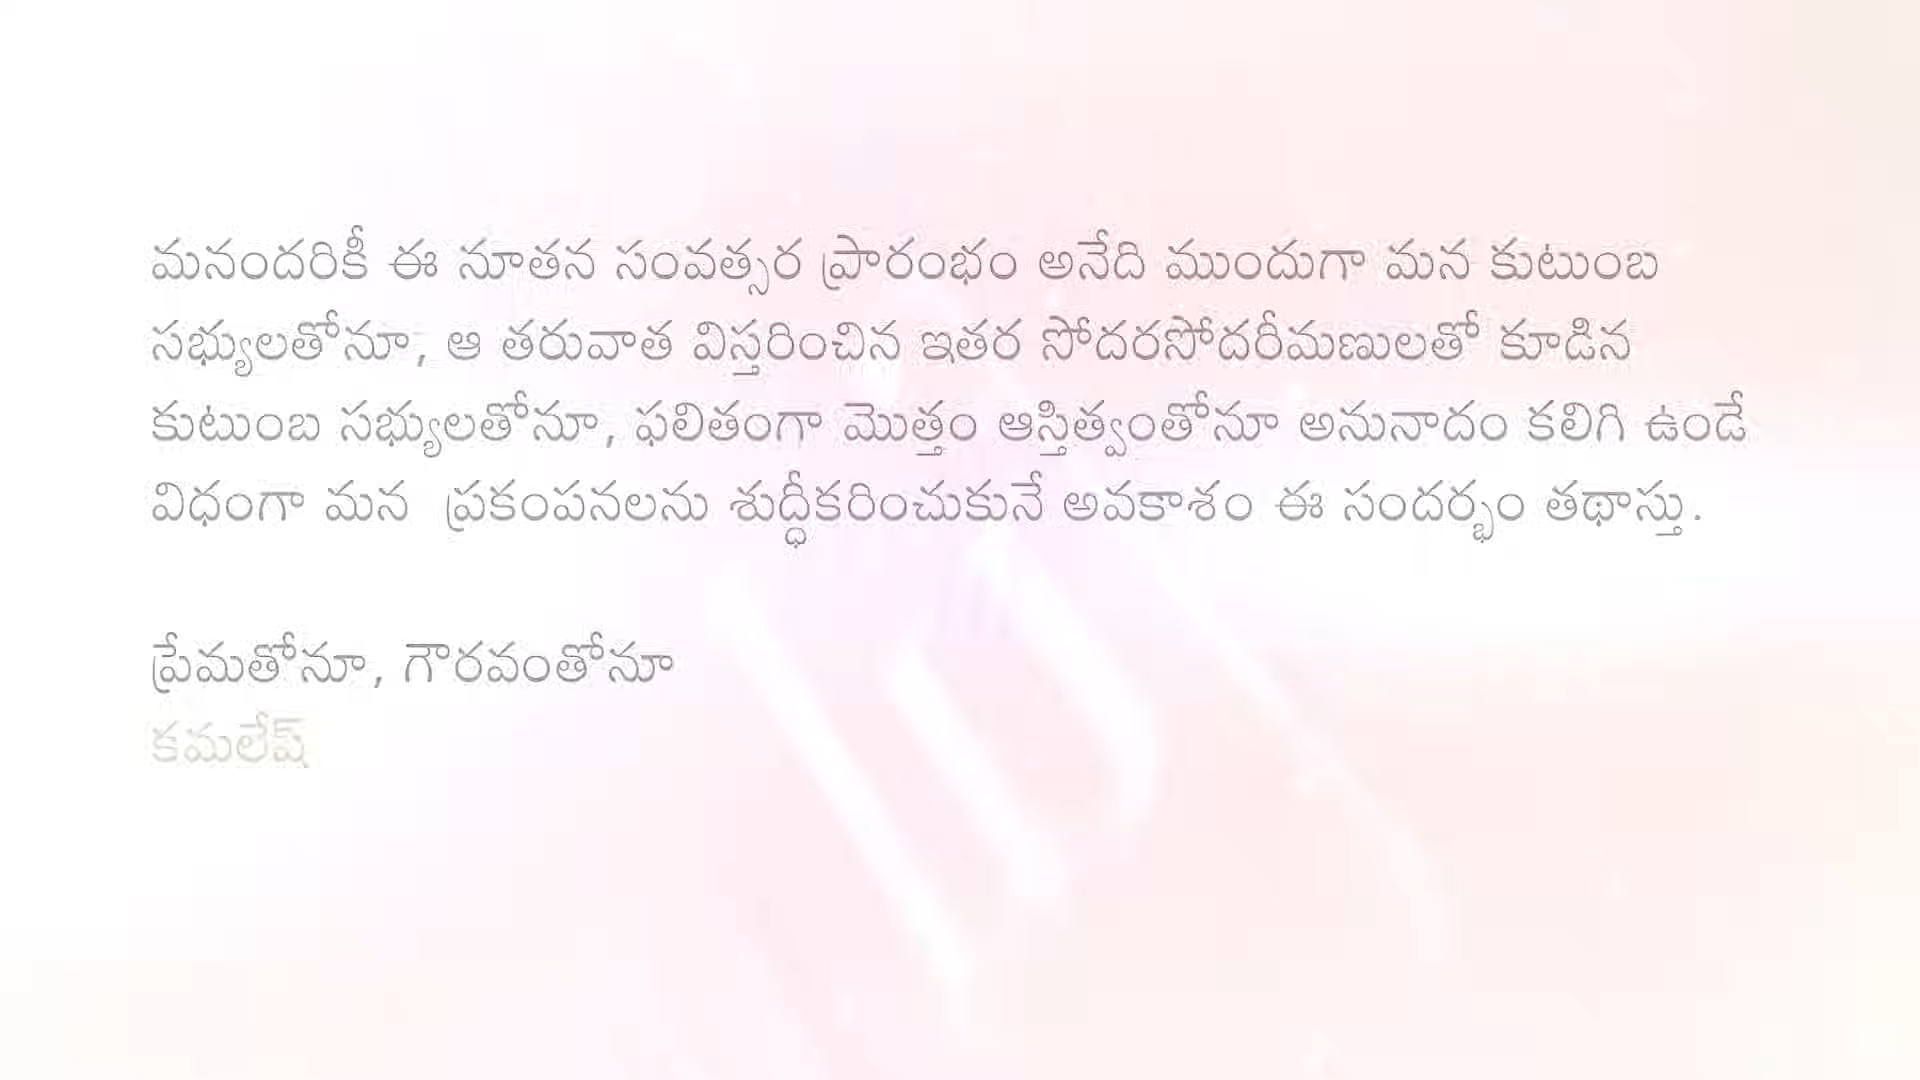 మనందరికీ ఈ నూతన సంవత్సర ప్రారంభం అనేది ముందుగా మన కుటుంబ
సభ్యులతోనూ, ఆ తరువాత విస్తరించిన ఇతర సోదరసోదరీమణులతో కూడిన
కుటుంబ సభ్యులతోనూ, ఫలితంగా మొత్తం ఆస్తిత్వంతోనూ అనునాదం కలిగి ఉండే
విధంగా మన ప్రకంపనలను శుద్ధీకరించుకునే అవకాశం ఈ సందర్భం తథాస్తు.
ప్రేమతోనూ, గౌరవంతోనూ
కమలేష్